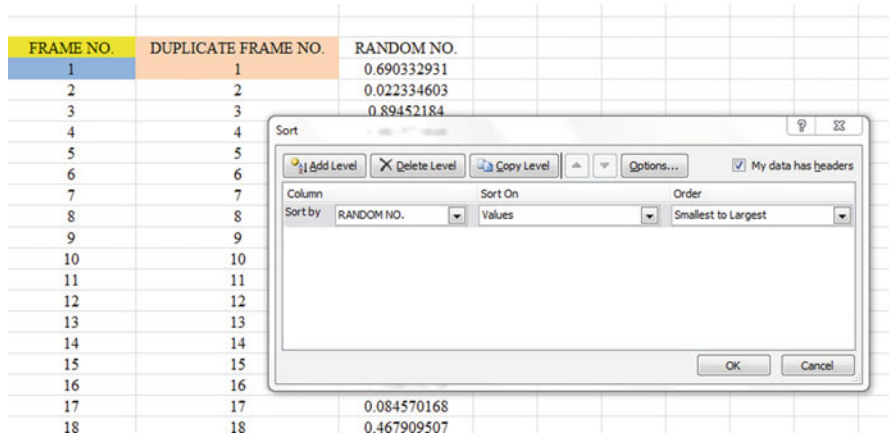 FRAME NO. DUPLICATE FRAME NO. RANDOM NO.
1 1 0.690332931
2 2 0.022334603
3 3 0.89452184
4 4
Sort
5 5
Add Level Delete Level Copy Level Options... My data has headers
6 6
7 7
Column Sort On Order
8 8
Sort by RANDOM NO. Values Smallest to Largest
9 9
10 10
11 11
12 12
13 13
14 14
15 15
OK Cancel
16 16
17 17 0.084570168
18 18 0.467909507